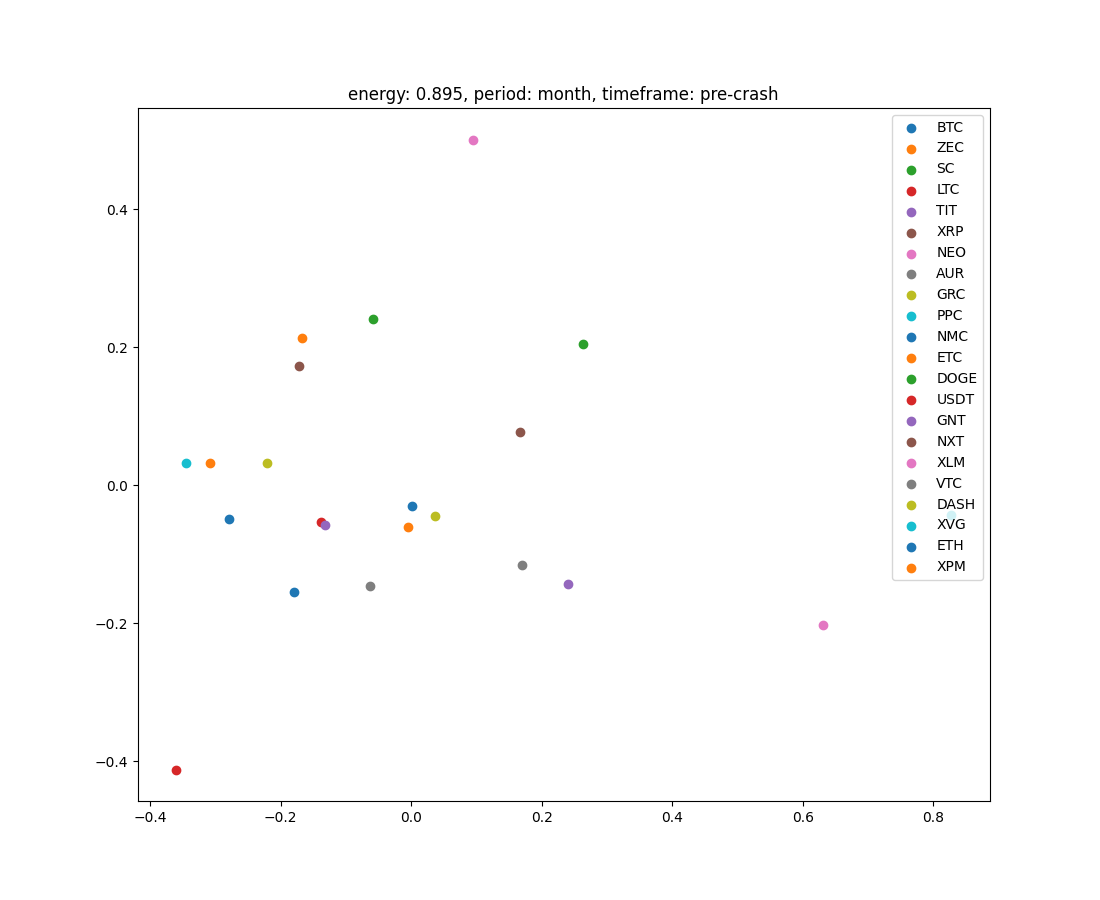 energy: 0.895, period: month, timeframe: pre-crash
BTC
ZEC
SC
LTC
TIT
XRP
NEO
AUR
GRC
PPC
NMC
ETC
DOGE
USDT
GNT
NXT
XLM
VTC
DASH
XVG
ETH
XPM
0.4
0.2
0.0
−0.2
−0.4
−0.4 −0.2 0.0 0.2 0.4 0.6 0.8